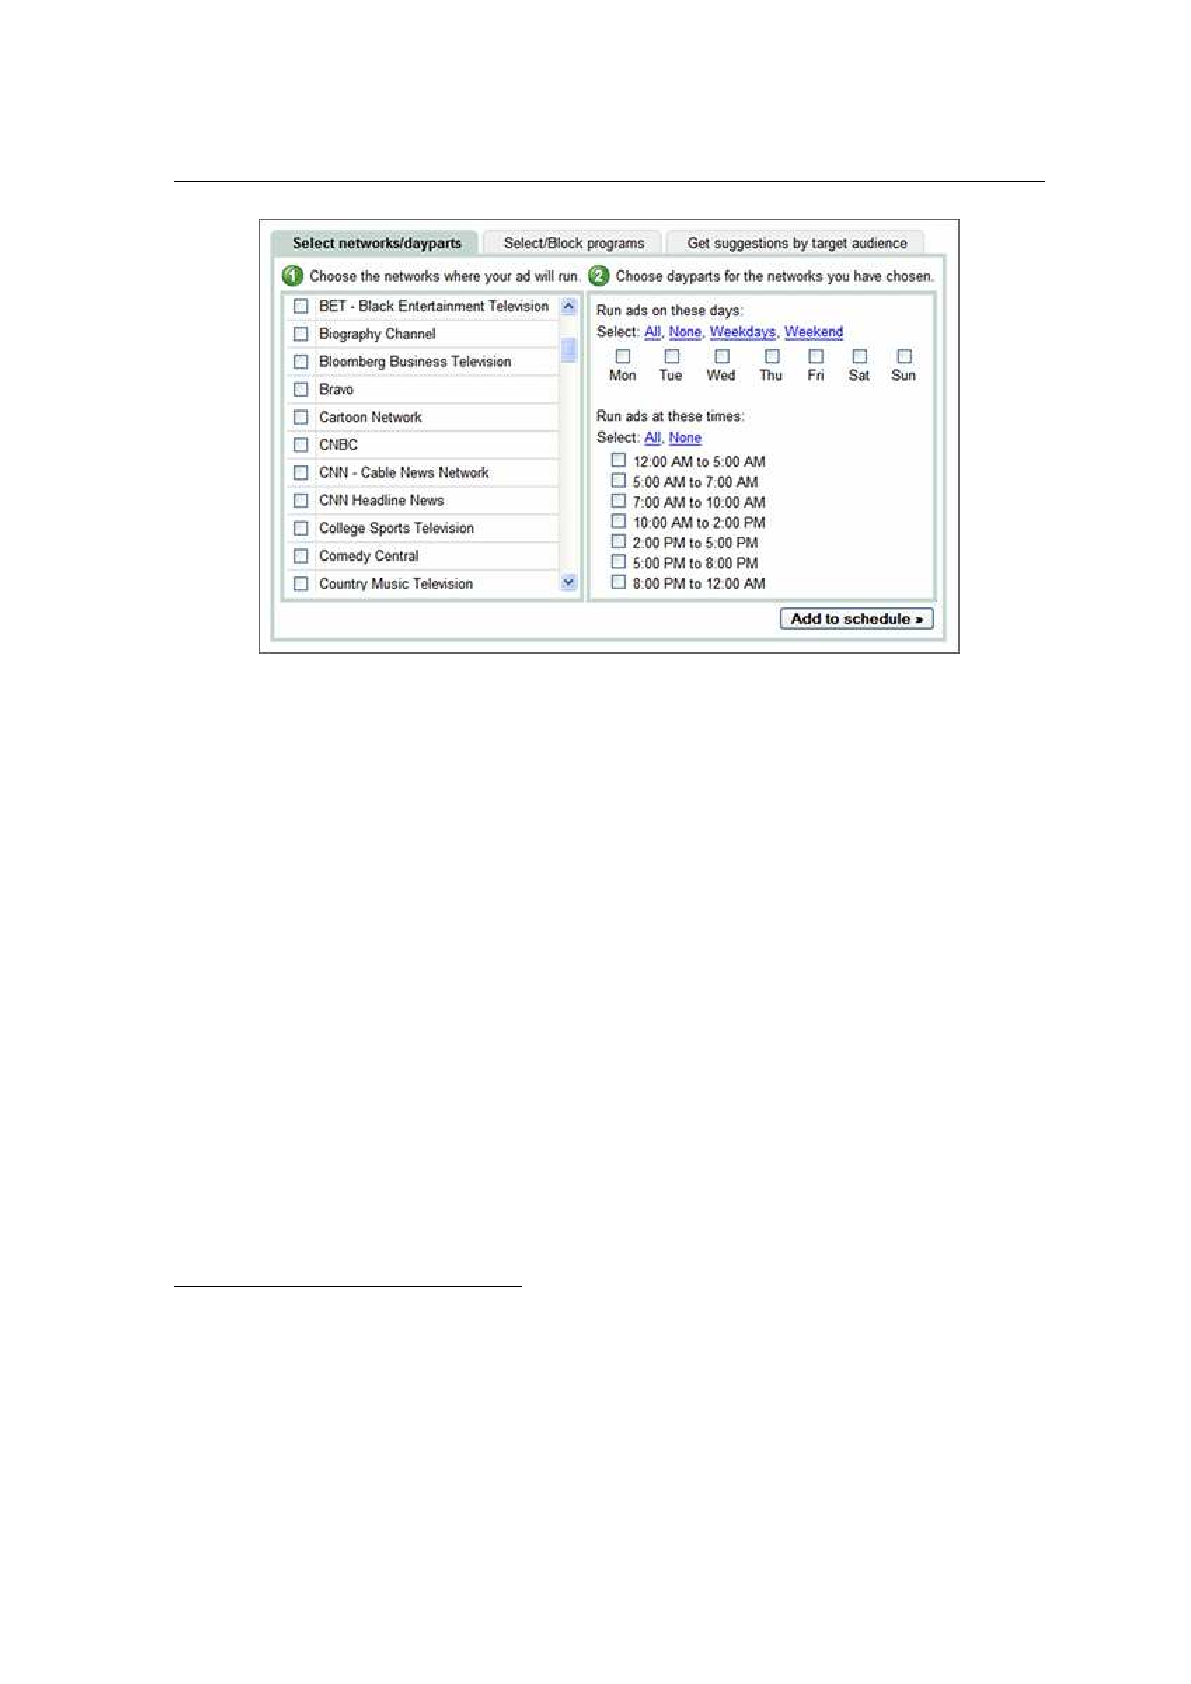 Select networks/dayparts Select/Block programs Get suggestions by target audience
1 Choose the networks where your ad will run.
BET - Black Entertainment Television
Biography Channel
Bloomberg Business Television
Bravo
Cartoon Network
CNBC
CNN - Cable News Network
CNN Headline News
College Sports Television
Comedy Central
Country Music Television
2 Choose dayparts for the networks you have chosen.
Run ads on these days:
Select: All, None, Weekdays, Weekend
Mon Tue Wed Thu Fri Sat Sun
Run ads at these times:
Select: All, None
12:00 AM to 5:00 AM
5:00 AM to 7:00 AM
7:00 AM to 10:00 AM
10:00 AM to 2:00 PM
2:00 PM to 5:00 PM
5:00 PM to 8:00 PM
8:00 PM to 12:00 AM
Add to schedule »